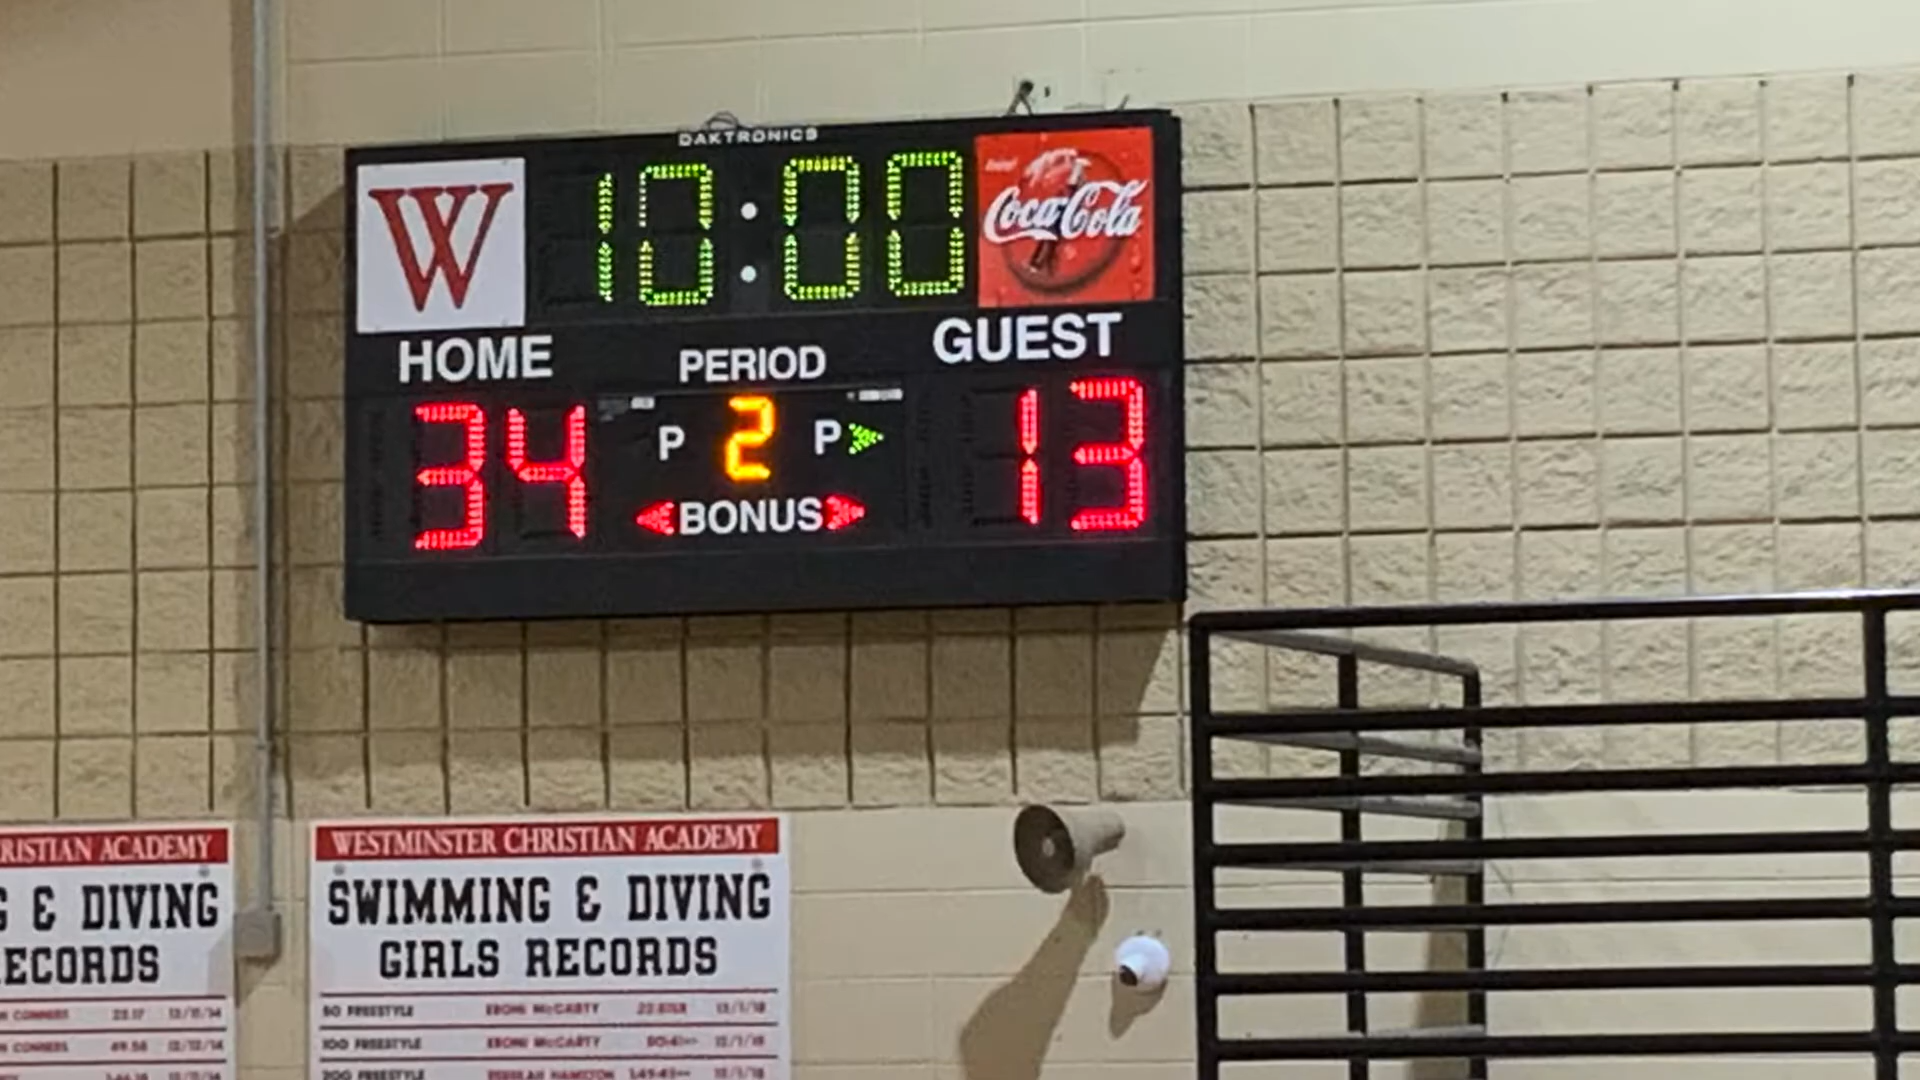 DAKTRONICS
W
10:00
Coca-Cola
HOME
PERIOD
GUEST
34
P 2 P
13
BONUS
RISTIAN ACADEMY
& DIVING
ECORDS
WESTMINSTER CHRISTIAN ACADEMY
SWIMMING & DIVING
GIRLS RECORDS
50 FREESTYLE
100 FREESTYLE
200 FREESTYLE